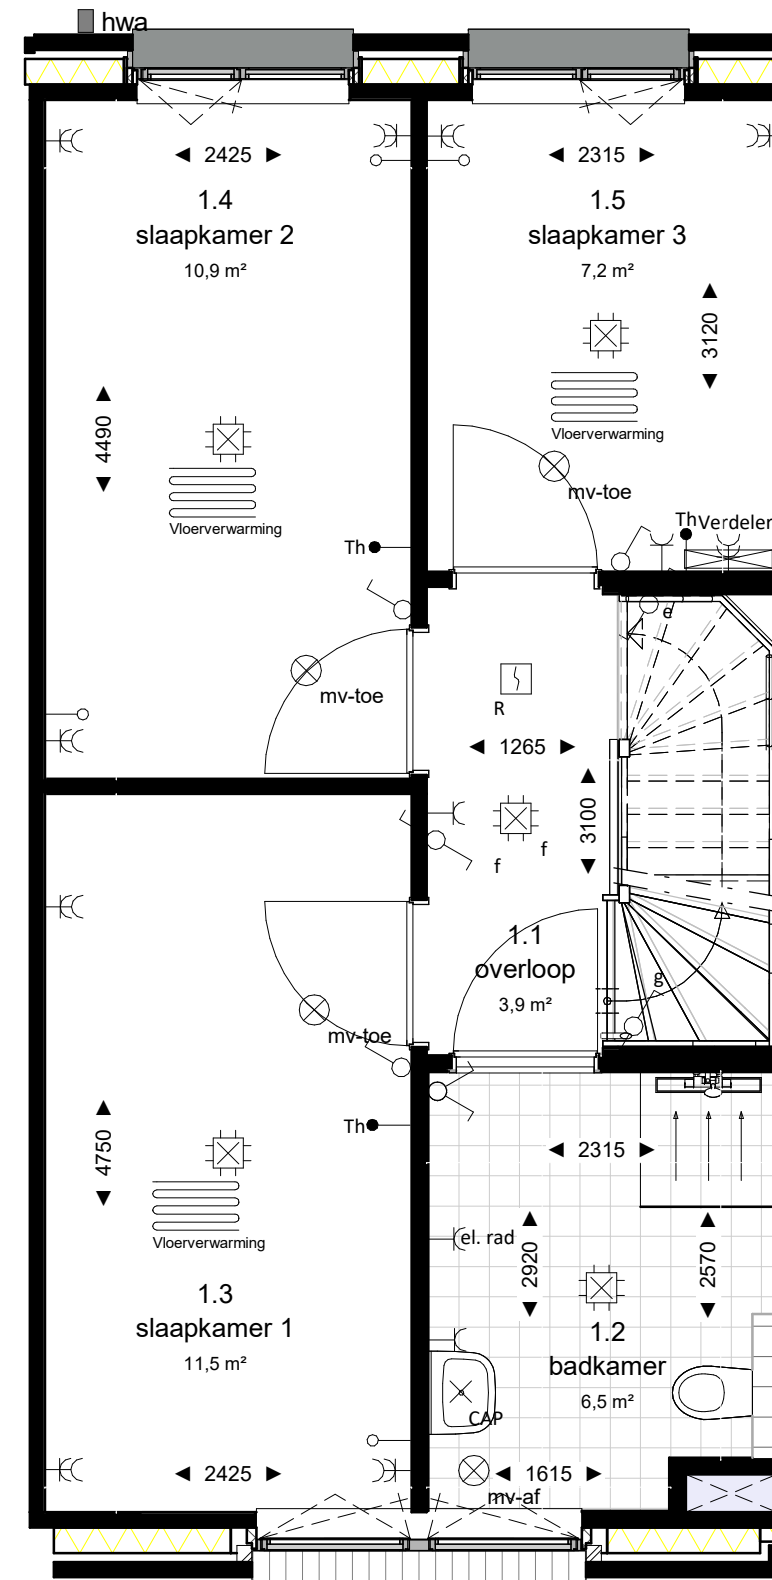 hwa
2425
2315
1.4
slaapkamer 2
10,9 m²
1.5
slaapkamer 3
7,2 m²
3120
4490
Vloerverwarming
Vloerverwarming
mv-toe
Th
Th
Verdeler
e
mv-toe
R
1265
3100
f
f
1.1
overloop
3,9 m²
g
mv-toe
Th
2315
4750
Vloerverwarming
el. rad
2920
2570
1.3
slaapkamer 1
11,5 m²
1.2
badkamer
6,5 m²
CAP
2425
1615
mv-af